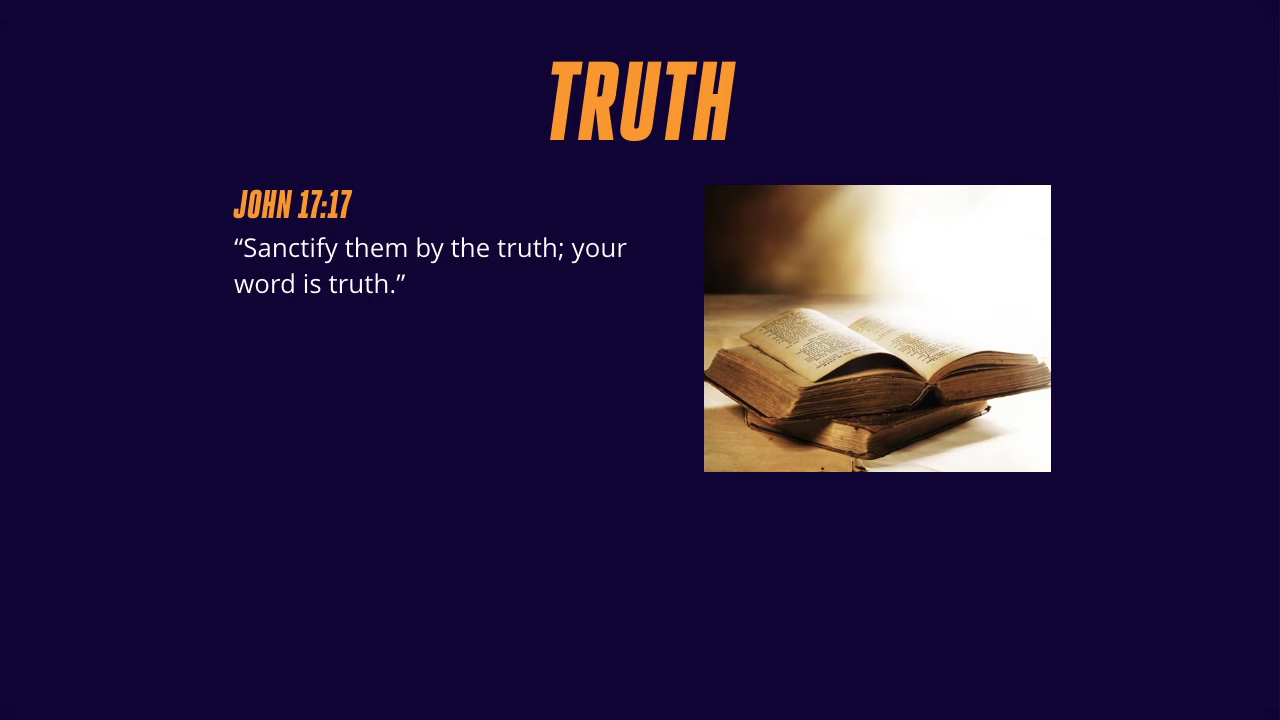 TRUTH
JOHN 17:17
“Sanctify them by the truth; your
word is truth.”